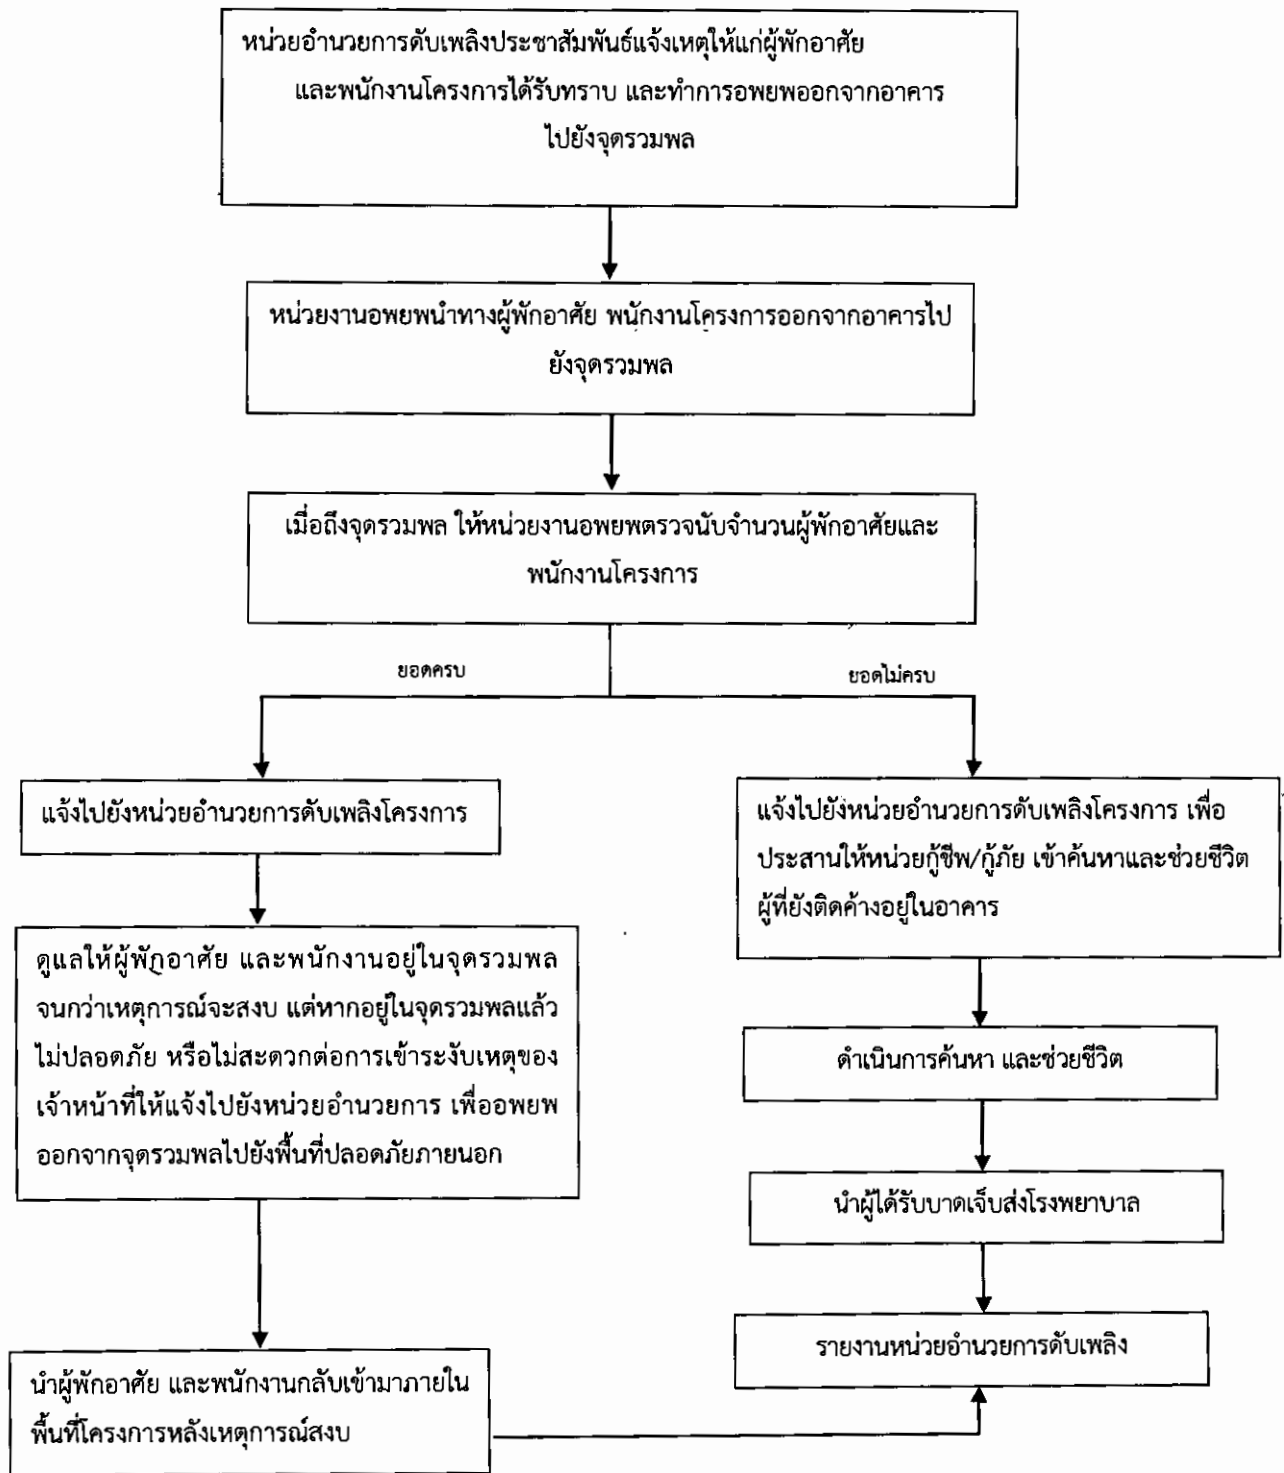 หน่วยอำนวยการดับเพลิงประชาสัมพันธ์แจ้งเหตุให้แก่ผู้พักอาศัย
และพนักงานโครงการได้รับทราบ และทำการอพยพออกจากอาคาร
ไปยังจุดรวมพล
หน่วยงานอพยพนำทางผู้พักอาศัย พนักงานโครงการออกจากอาคารไป
ยังจุดรวมพล
เมื่อถึงจุดรวมพล ให้หน่วยงานอพยพตรวจนับจำนวนผู้พักอาศัยและ
พนักงานโครงการ
ยอดครบ
ยอดไม่ครบ
แจ้งไปยังหน่วยอำนวยการดับเพลิงโครงการ
ดูแลให้ผู้พักอาศัย และพนักงานอยู่ในจุดรวมพล
จนกว่าเหตุการณ์จะสงบ แต่หากอยู่ในจุดรวมพลแล้ว
ไม่ปลอดภัย หรือไม่สะดวกต่อการเข้าระงับเหตุของ
เจ้าหน้าที่ให้แจ้งไปยังหน่วยอำนวยการ เพื่ออพยพ
ออกจากจุดรวมพลไปยังพื้นที่ปลอดภัยภายนอก
นำผู้พักอาศัย และพนักงานกลับเข้ามาภายใน
พื้นที่โครงการหลังเหตุการณ์สงบ
แจ้งไปยังหน่วยอำนวยการดับเพลิงโครงการ เพื่อ
ประสานให้หน่วยกู้ชีพ/กู้ภัย เข้าค้นหาและช่วยชีวิต
ผู้ที่ยังติดค้างอยู่ในอาคาร
ดำเนินการค้นหา และช่วยชีวิต
นำผู้ได้รับบาดเจ็บส่งโรงพยาบาล
รายงานหน่วยอำนวยการดับเพลิง